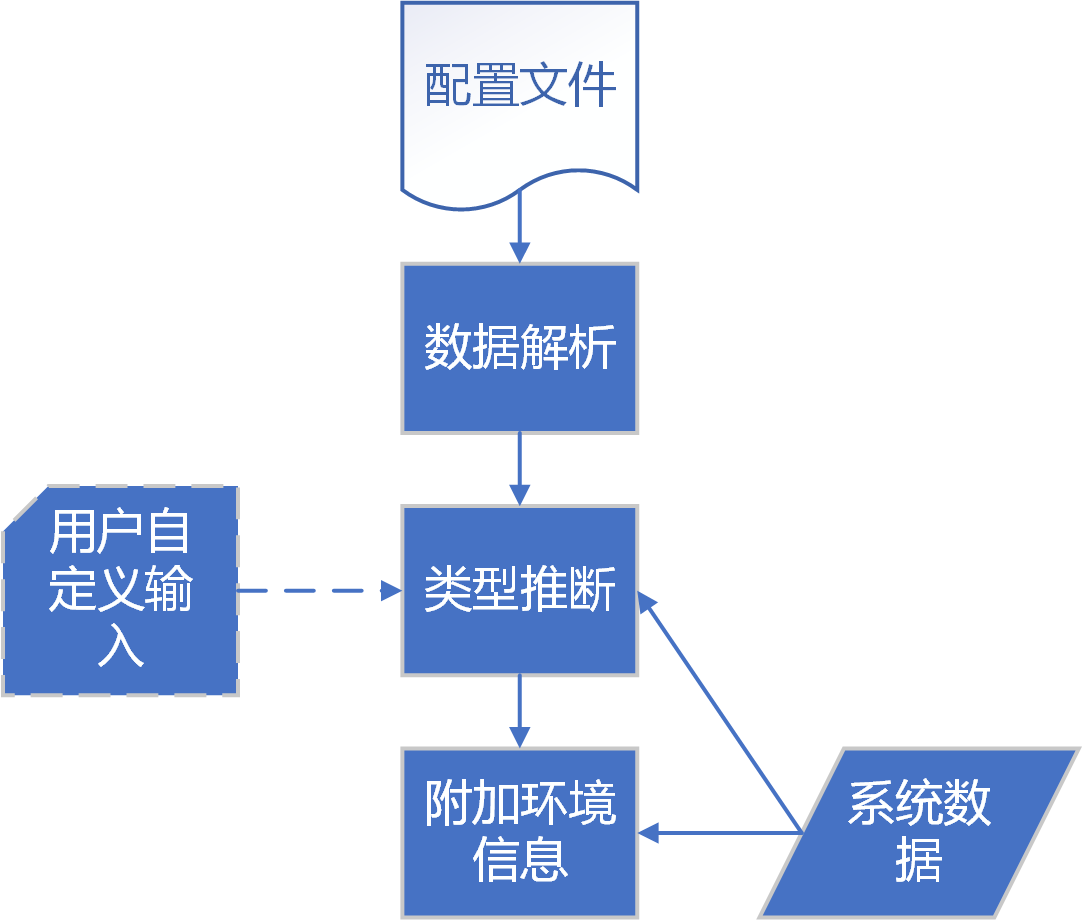 配置文件
数据解析
用户自
定义输
入
类型推断
附加环境
信息
系统数
据